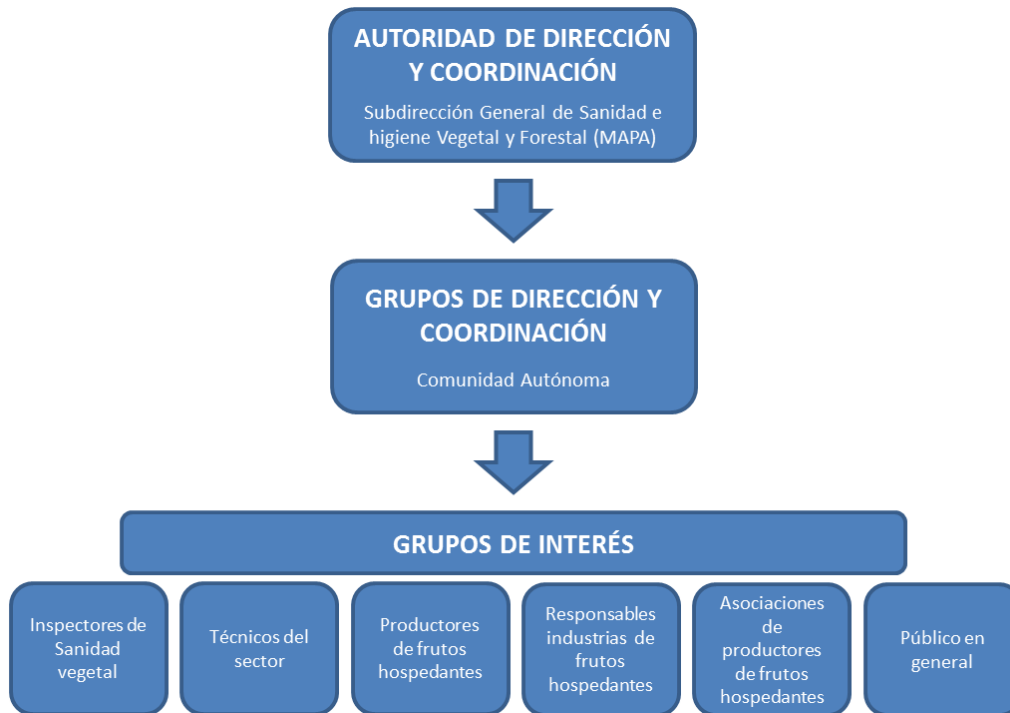 AUTORIDAD DE DIRECCIÓN
Y COORDINACIÓN
Subdirección General de Sanidad e
higiene Vegetal y Forestal (MAPA)
GRUPOS DE DIRECCIÓN Y
COORDINACIÓN
Comunidad Autónoma
GRUPOS DE INTERÉS
Inspectores de
Sanidad
vegetal
Técnicos del
sector
Productores
de frutos
hospedantes
Responsables
industrias de
frutos
hospedantes
Asociaciones
de
productores
de frutos
hospedantes
Público en
general